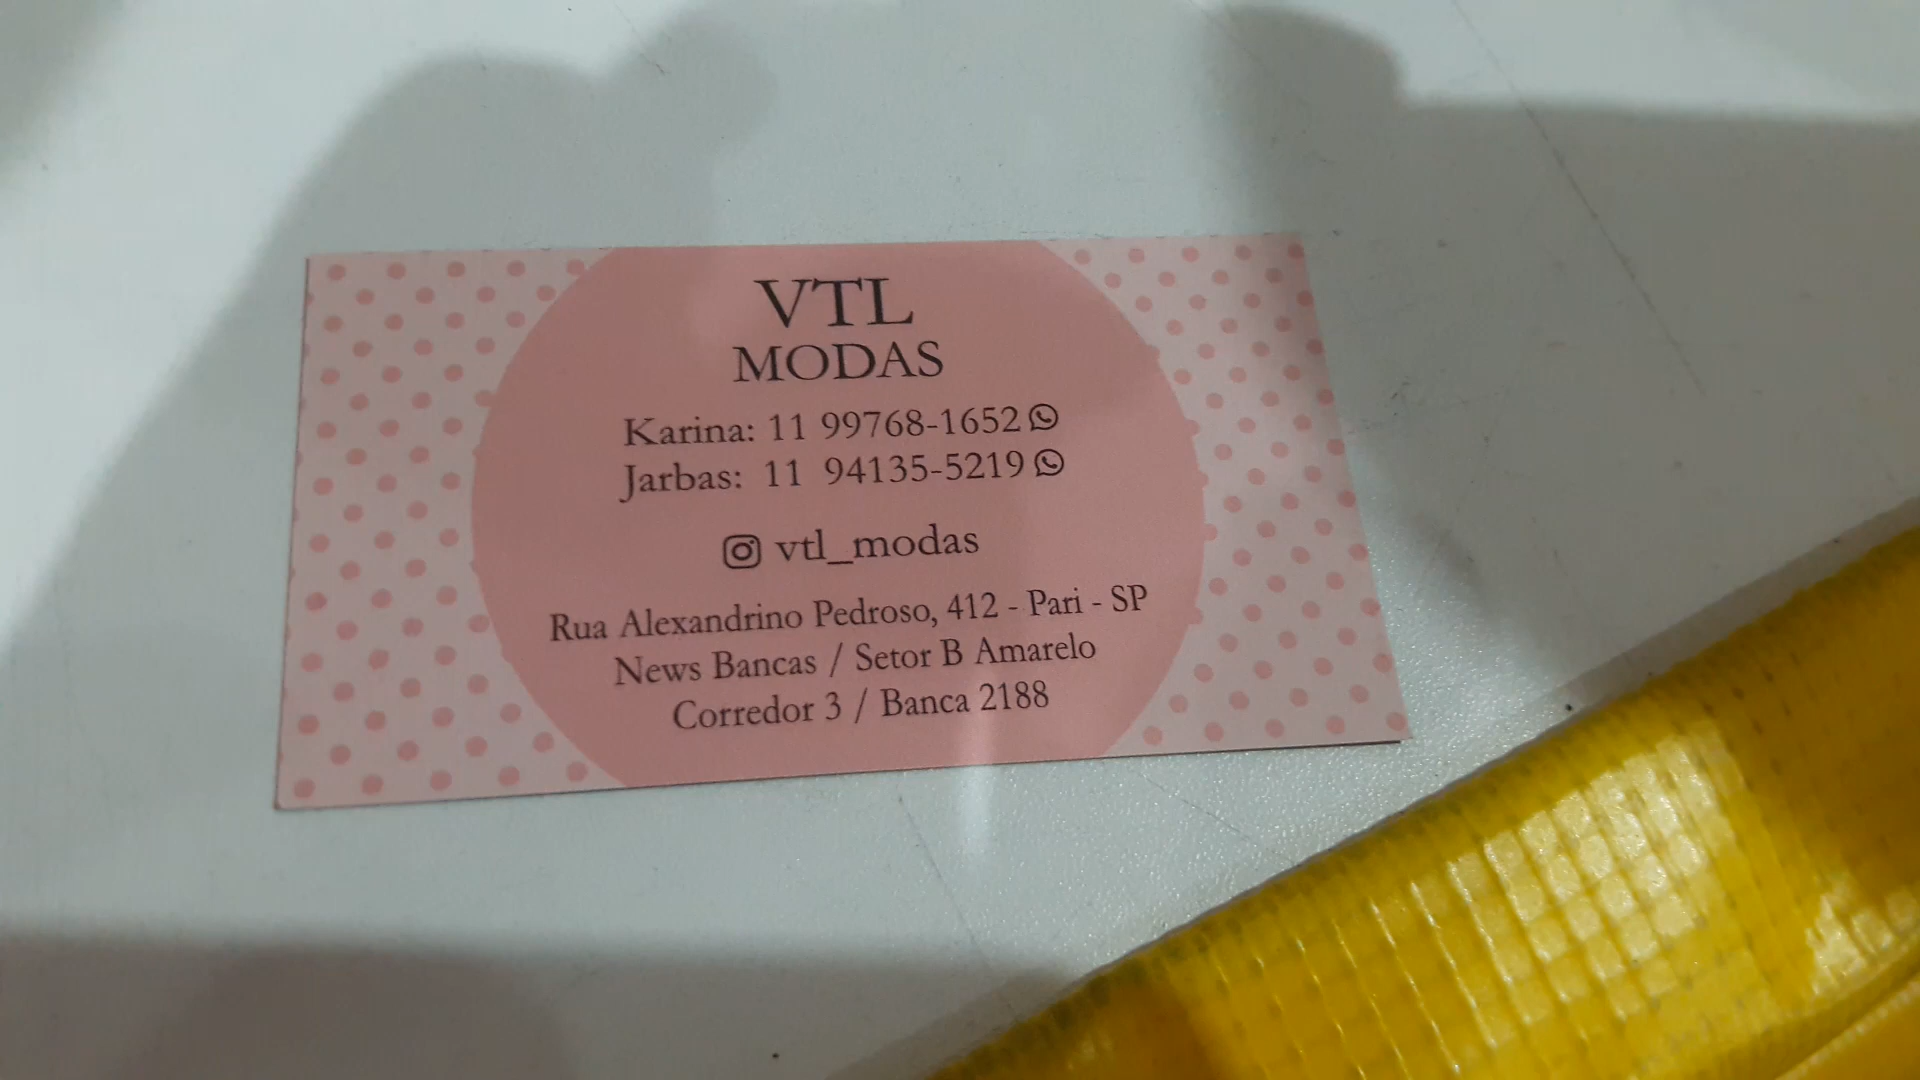 VTL
MODAS
Karina: 11 99768-1652
Jarbas: 11 94135-5219
vtl_modas
Rua Alexandrino Pedroso, 412 - Pari - SP
News Bancas / Setor B Amarelo
Corredor 3 / Banca 2188